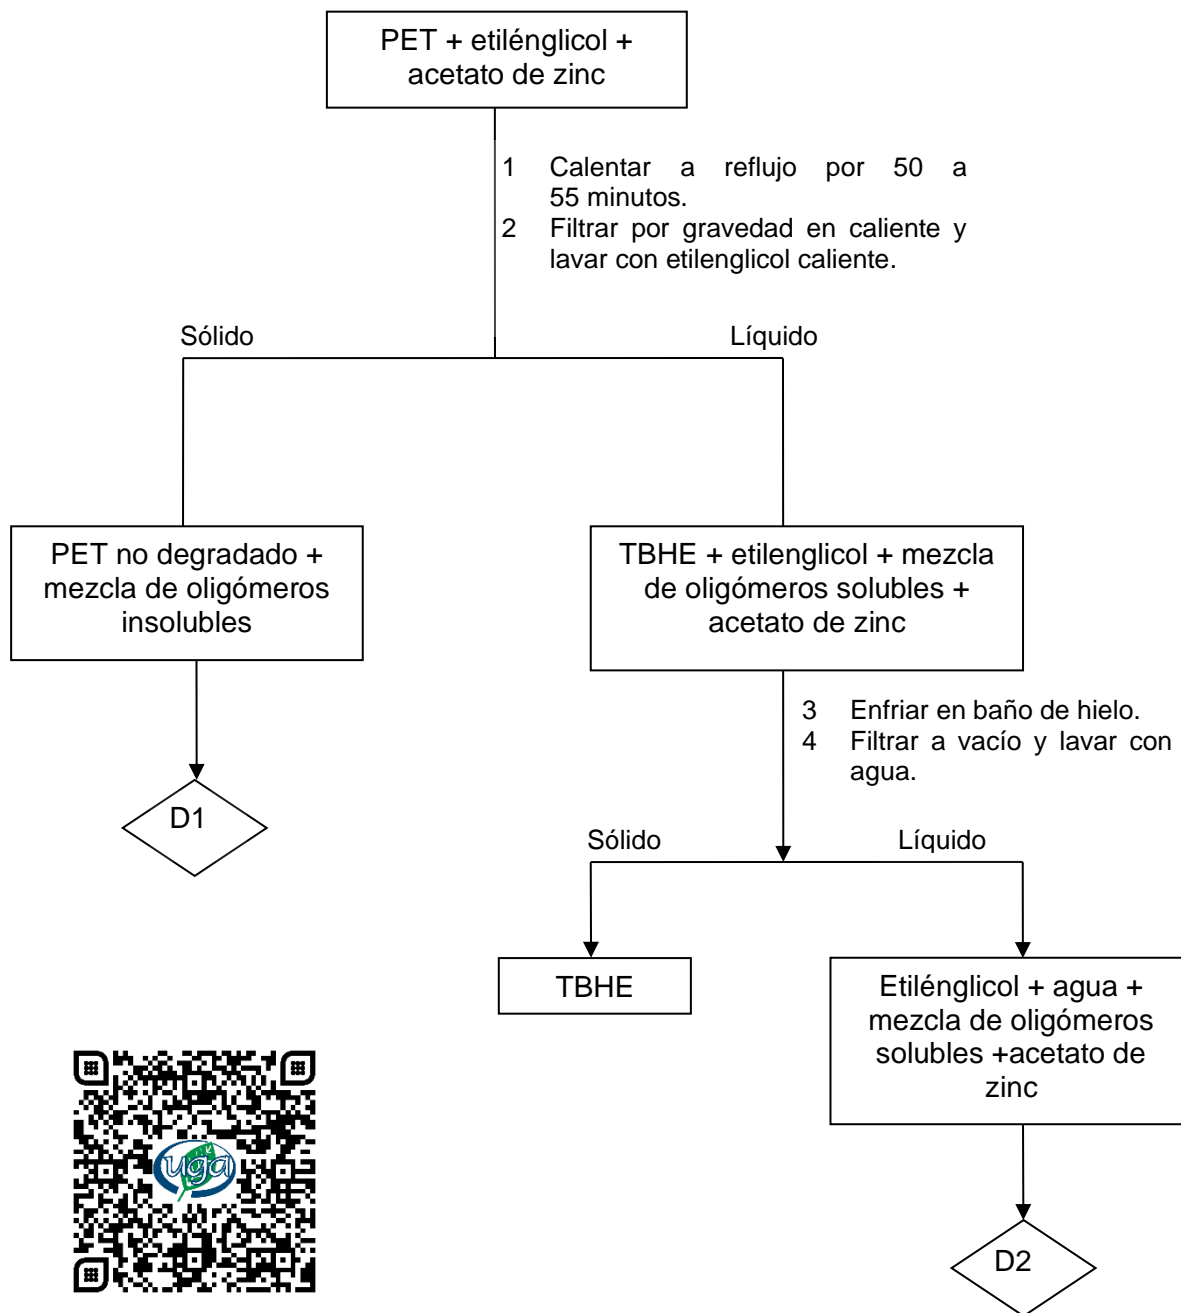 PET + etilénglicol +
acetato de zinc
1 Calentar a reflujo por 50 a
55 minutos.
2 Filtrar por gravedad en caliente y
lavar con etilenglicol caliente.
Sólido
Líquido
PET no degradado +
mezcla de oligómeros
insolubles
TBHE + etilenglicol + mezcla
de oligómeros solubles +
acetato de zinc
3 Enfriar en baño de hielo.
4 Filtrar a vacío y lavar con
agua.
D1
Sólido
Líquido
TBHE
Etilénglicol + agua +
mezcla de oligómeros
solubles +acetato de
zinc
uga
D2